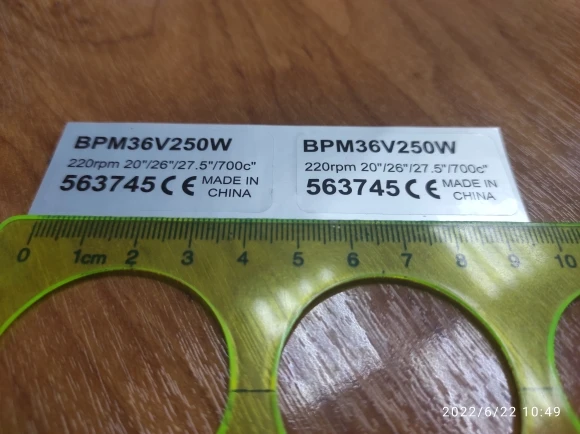 BPM36V250W
220rpm 20"/26"/27.5"/700c"
563745 CE MADE IN
CHINA
BPM36V250W
220rpm 20"/26"/27.5"/700c"
563745 CE MADE IN
CHINA
0 1cm 2 3 4 5 6 7 8 9 10
2022/6/22 10:49